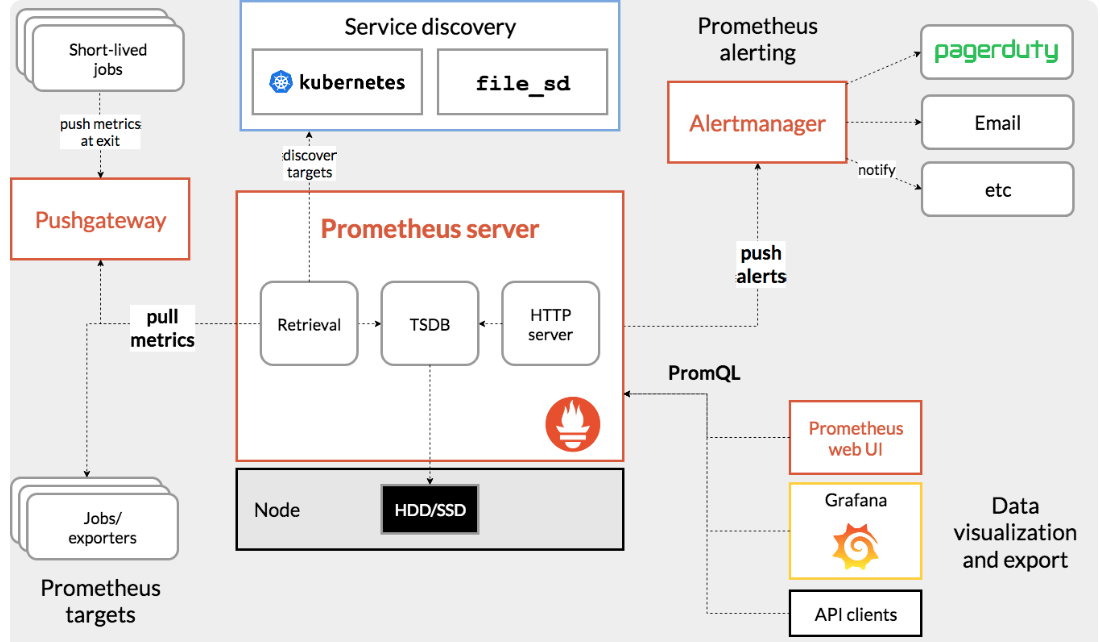 Short-lived
jobs
push metrics
at exit
Pushgateway
Service discovery
kubernetes
file_sd
discover
targets
Prometheus
alerting
Alertmanager
pagerduty
Email
notify
etc
Prometheus server
Retrieval
TSDB
HTTP
server
pull
metrics
push
alerts
PromQL
Node
HDD/SSD
Jobs/
exporters
Prometheus
targets
Prometheus
web UI
Grafana
API clients
Data
visualization
and export